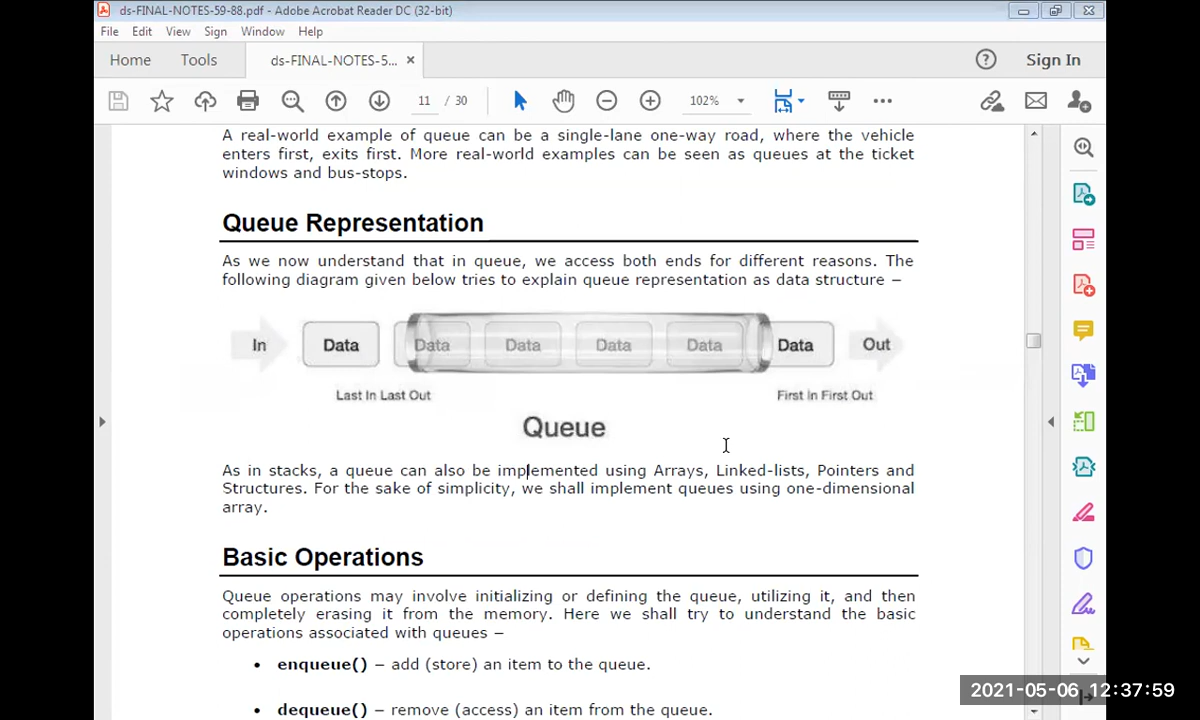 ds-FINAL-NOTES-59-88.pdf - Adobe Acrobat Reader DC (32-bit)
File Edit View Sign Window Help
Home Tools ds-FINAL-NOTES-5... × Sign In
11 / 30 102%
A real-world example of queue can be a single-lane one-way road, where the vehicle
enters first, exits first. More real-world examples can be seen as queues at the ticket
windows and bus-stops.
Queue Representation
As we now understand that in queue, we access both ends for different reasons. The
following diagram given below tries to explain queue representation as data structure –
In Data Data Data Data Data Data Out
Last In Last Out First In First Out
Queue
As in stacks, a queue can also be implemented using Arrays, Linked-lists, Pointers and
Structures. For the sake of simplicity, we shall implement queues using one-dimensional
array.
Basic Operations
Queue operations may involve initializing or defining the queue, utilizing it, and then
completely erasing it from the memory. Here we shall try to understand the basic
operations associated with queues –
• enqueue() – add (store) an item to the queue.
• dequeue() – remove (access) an item from the queue.
2021-05-06 12:37:59